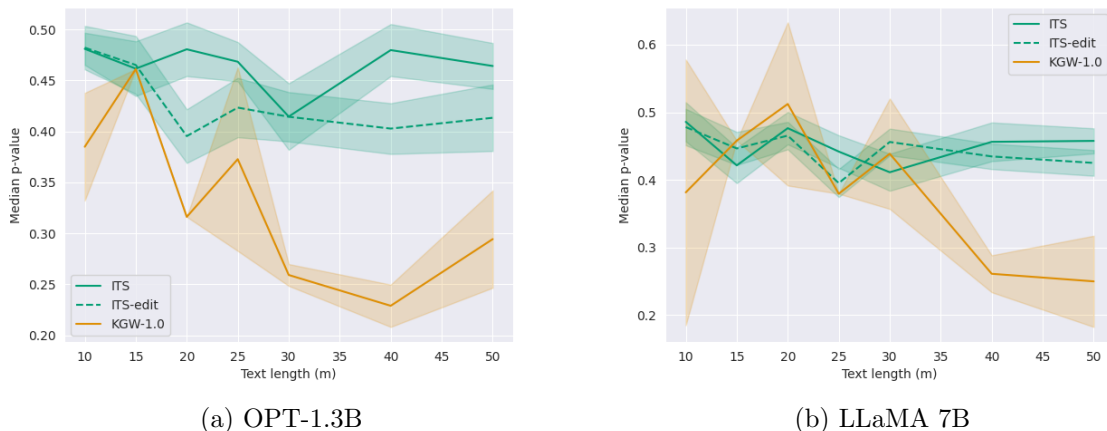 0.50
0.45
0.40
0.35
0.30
0.25
0.20
Median p-value
ITS
ITS-edit
KGW-1.0
10 15 20 25 30 35 40 45 50
Text length (m)
(a) OPT-1.3B
0.6
0.5
0.4
0.3
0.2
Median p-value
ITS
ITS-edit
KGW-1.0
10 15 20 25 30 35 40 45 50
Text length (m)
(b) LLaMA 7B